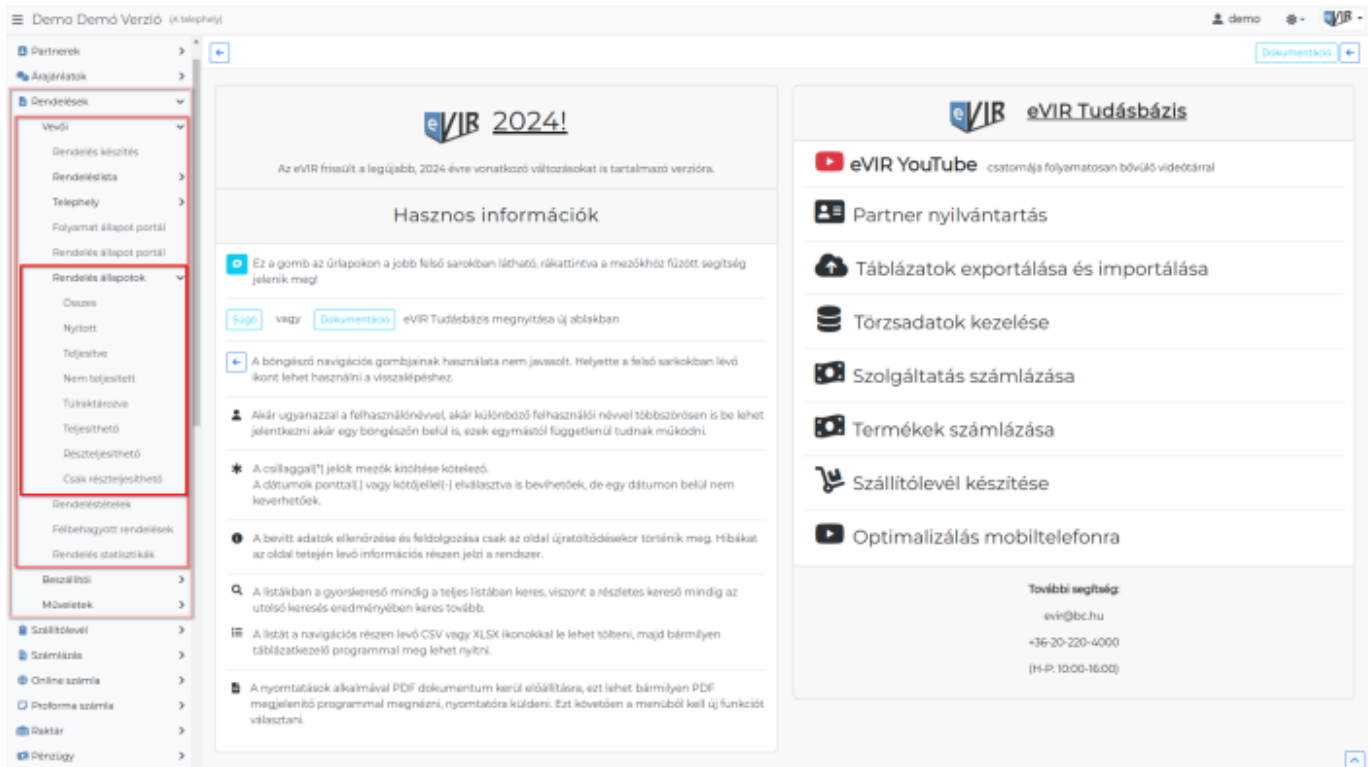 Demo Demó Verzió (A telephely)
demo
eVIR
Partnerek
Árajánlatok
Rendelések
Vevői
Rendelés készítés
Rendeléslista
Telephely
Folyamat állapot portál
Rendelés állapot portál
Rendelés állapotok
Összes
Nyitott
Teljesítve
Nem teljesített
Túlraktározva
Teljesíthető
Részteljesíthető
Csak részteljesíthető
Rendeléstételek
Félbehagyott rendelések
Rendelés statisztikák
Beszállítói
Műveletek
Szállítólevél
Számlázás
Online számla
Proforma számla
Raktár
Pénzügy
Dokumentáció
eVIR 2024!
Az eVIR frissült a legújabb, 2024 évre vonatkozó változásokat is tartalmazó verzióra.
Hasznos információk
Ez a gomb az űrlapokon a jobb felső sarokban látható, rákattintva a mezőkhöz fűzött segítség
jelenik meg!
Súgó vagy Dokumentáció eVIR Tudásbázis megnyitása új ablakban
A böngésző navigációs gombjainak használata nem javasolt. Helyette a felső sarkokban lévő
ikont lehet használni a visszalépéshez.
Akár ugyanazzal a felhasználónévvel, akár különböző felhasználói névvel többszörösen is be lehet
jelentkezni akár egy böngészőn belül is, ezek egymástól függetlenül tudnak működni.
A csillaggal(*) jelölt mezők kitöltése kötelező.
A dátumok ponttal(.) vagy kötőjellel(-) elválasztva is bevihetőek, de egy dátumon belül nem
keverhetőek.
A bevitt adatok ellenőrzése és feldolgozása csak az oldal újratöltődésekor történik meg. Hibákat
az oldal tetején levő információs részen jelzi a rendszer.
A listákban a gyorskereső mindig a teljes listában keres, viszont a részletes kereső mindig az
utolsó keresés eredményében keres tovább.
A listát a navigációs részen levő CSV vagy XLSX ikonokkal le lehet tölteni, majd bármilyen
táblázatkezelő programmal meg lehet nyitni.
A nyomtatások alkalmával PDF dokumentum kerül előállításra, ezt lehet bármilyen PDF
megjelenítő programmal megnézni, nyomtatóra küldeni. Ezt követően a menüből kell új funkciót
választani.
eVIR eVIR Tudásbázis
eVIR YouTube csatornája folyamatosan bővülő videótárral
Partner nyilvántartás
Táblázatok exportálása és importálása
Törzsadatok kezelése
Szolgáltatás számlázása
Termékek számlázása
Szállítólevél készítése
Optimalizálás mobiltelefonra
További segítség:
evir@bc.hu
+36-20-220-4000
(H-P: 10:00-16:00)